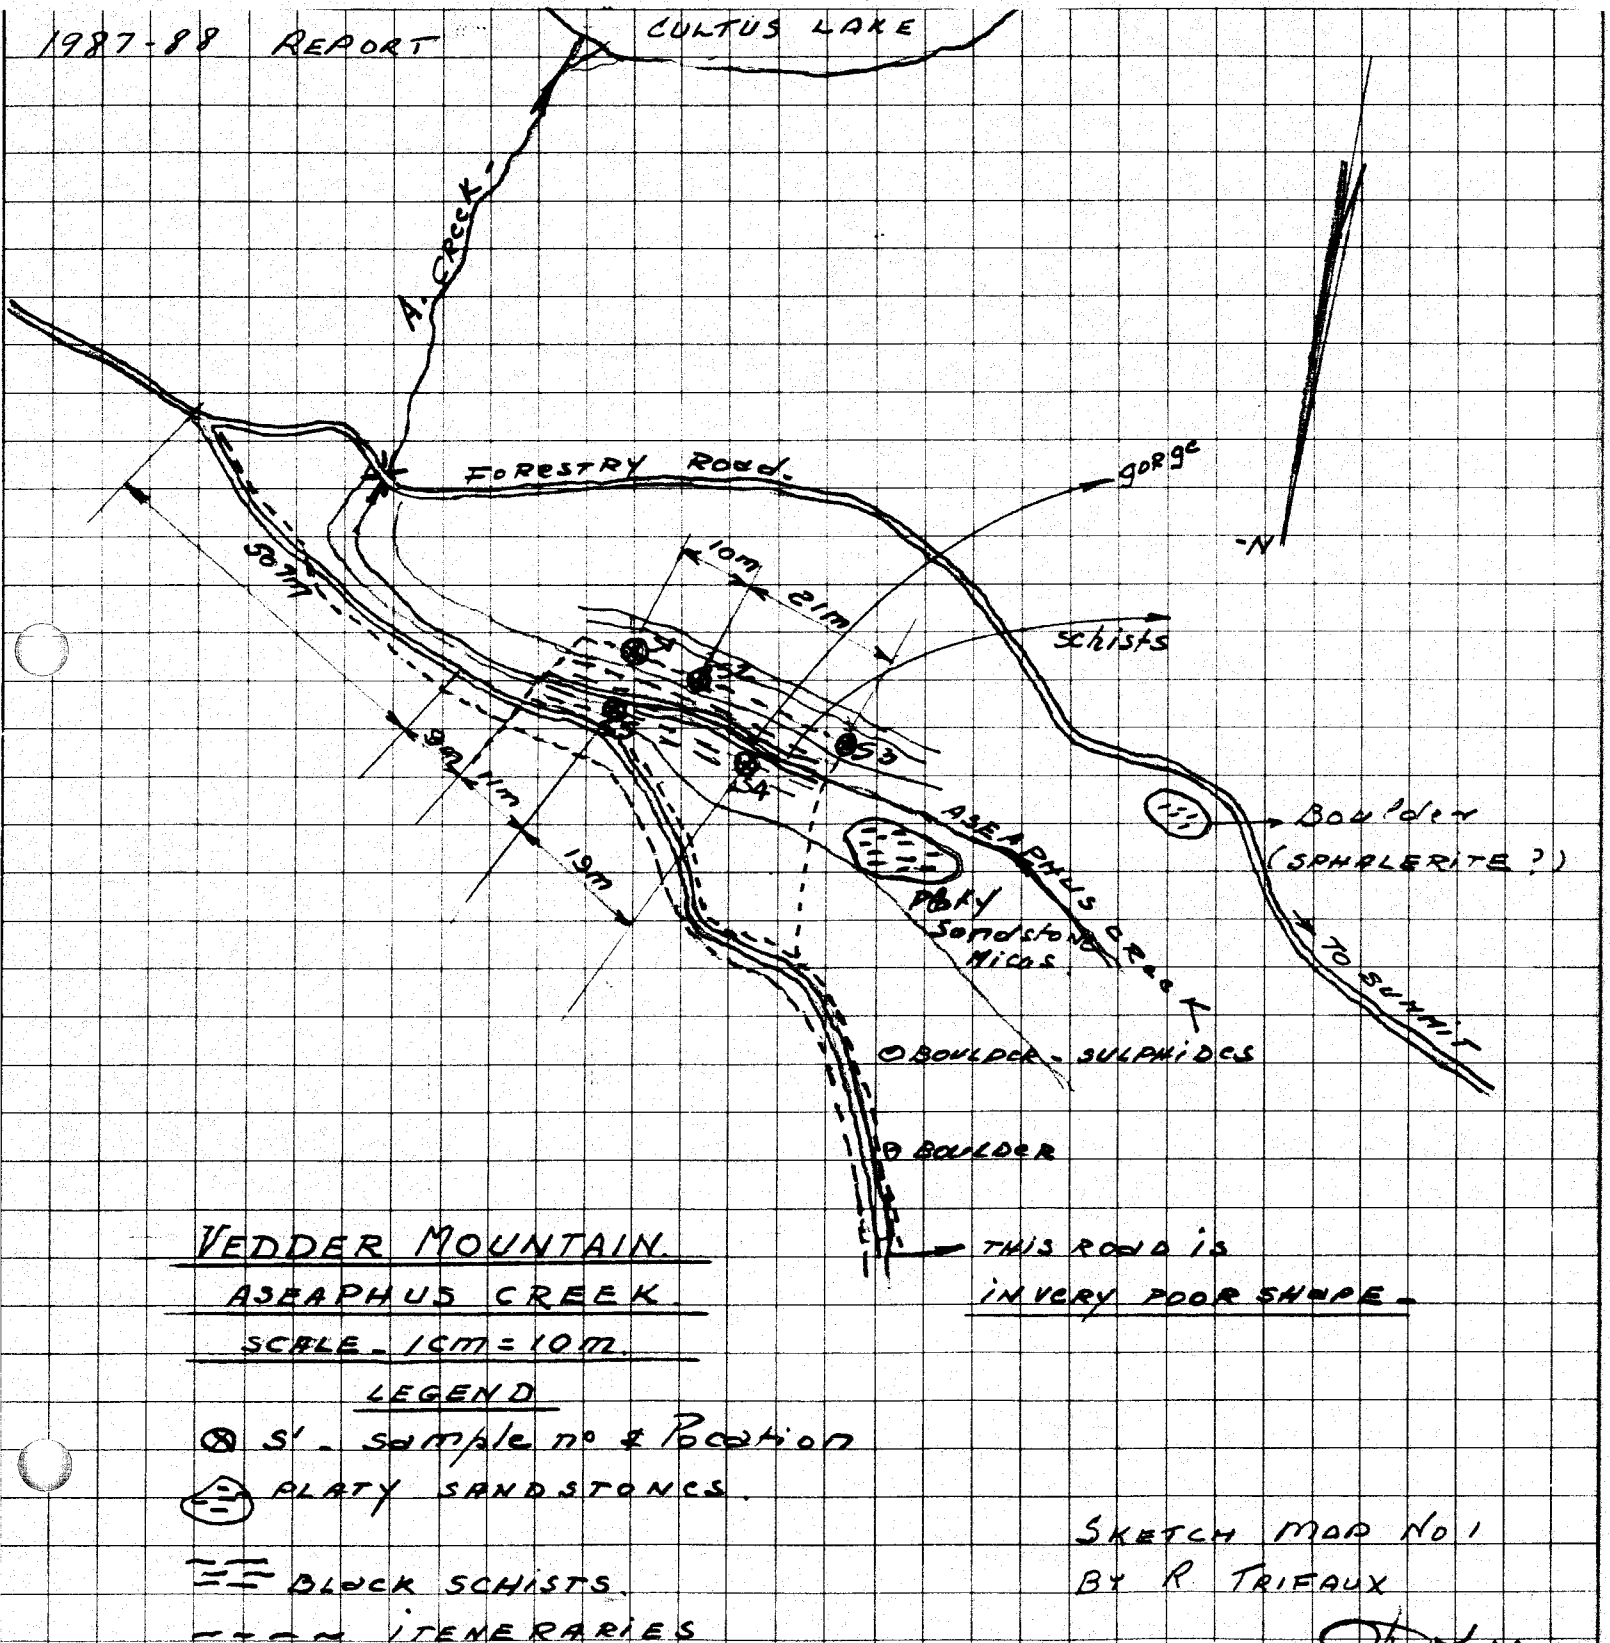 1987-88 REPORT
CULTUS LAKE
A. CREEK
FORESTRY ROAD.
gorge
-N
507m
10m
21m
schists
S2
S3
S4
S5
9m
11m
19m
ASEAPHUS CREEK
Platy
Sandstone
Micas.
Boulder
(SPHALERITE ?)
TO SUMMIT
BOULDER - SULPHIDES
BOULDER
THIS ROAD is
iN VERY POOR SHAPE -
VEDDER MOUNTAIN.
ASEAPHUS CREEK.
SCALE - 1cm = 10m.
LEGEND
S' - sample no & Location
PLATY SANDSTONES.
BLACK SCHISTS.
ITENERARIES
SKETCH MAP No 1
BY R TRIFAUX